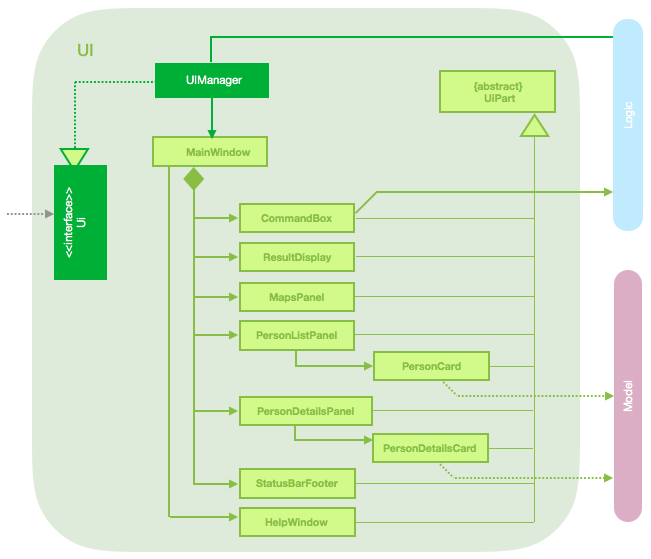 UI
UIManager
{abstract}
UiPart
Logic
MainWindow
<<interface>>
Ui
CommandBox
ResultDisplay
MapsPanel
PersonListPanel
PersonCard
Model
PersonDetailsPanel
PersonDetailsCard
StatusBarFooter
HelpWindow